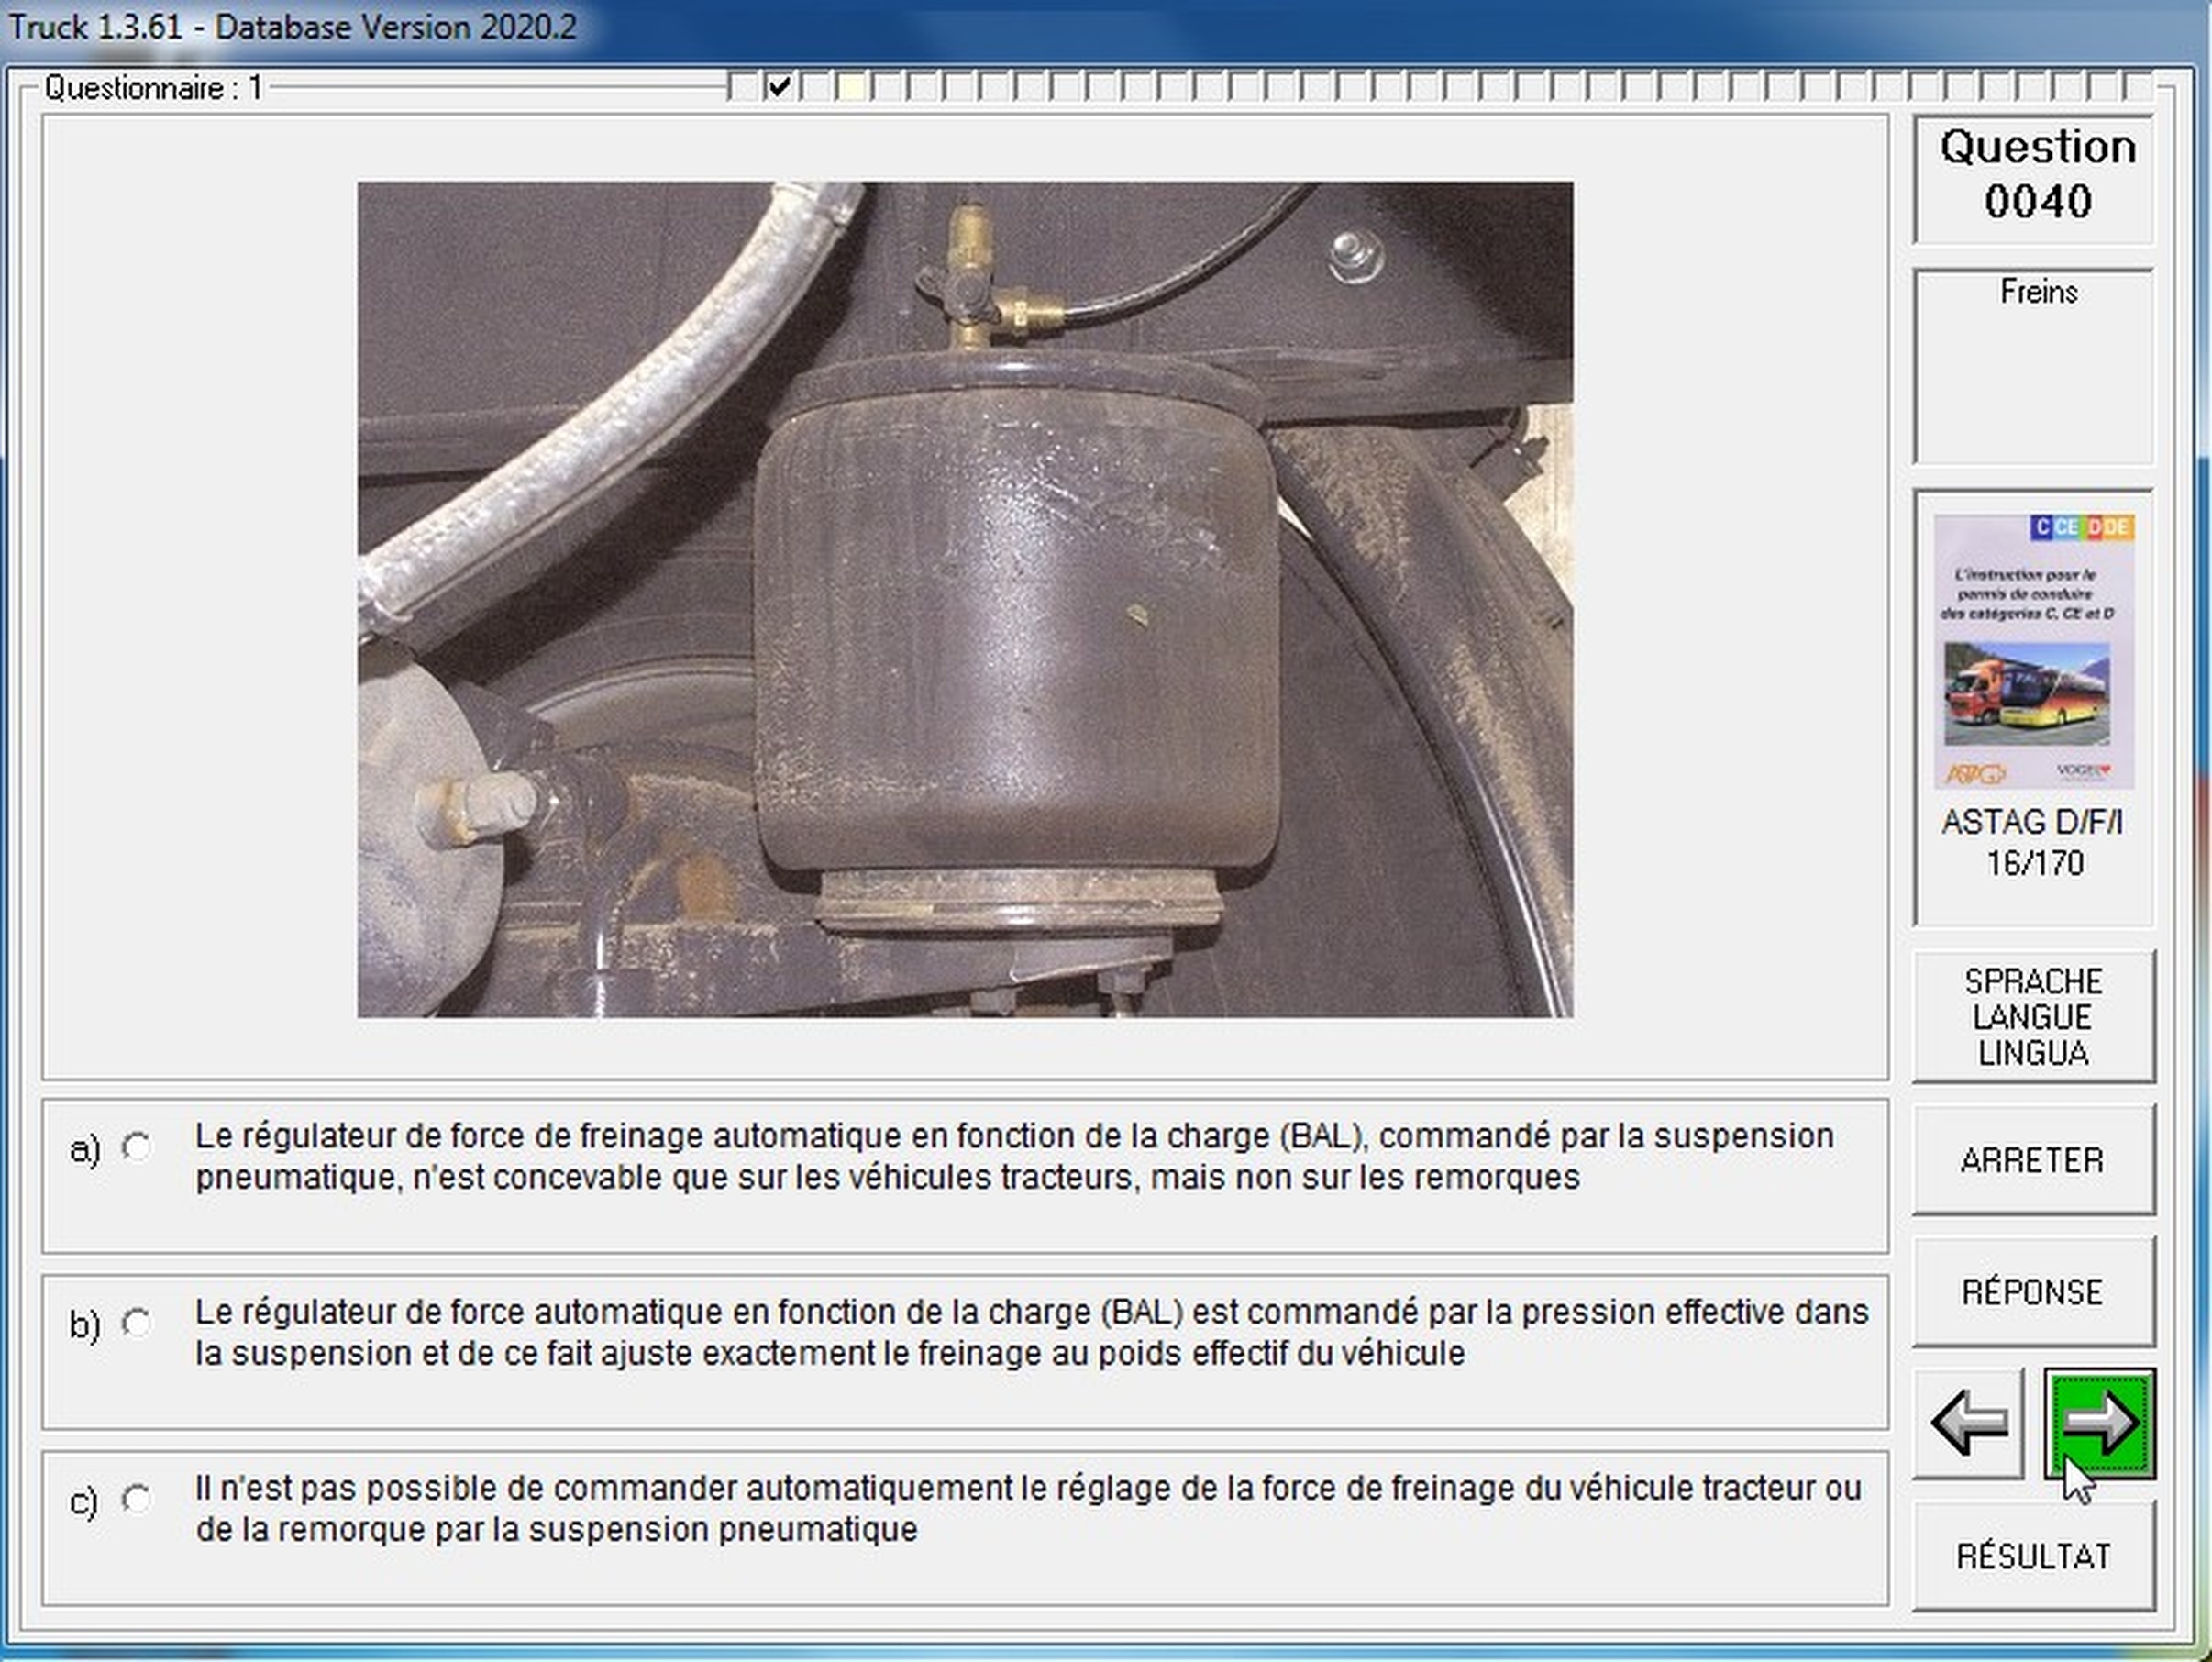 Truck 1.3.61 - Database Version 2020.2
Questionnaire : 1
Question
0040
Freins
C CE D DE
L'instruction pour le
permis de conduire
des catégories C, CE et D
ASTAG
VOGEL
ASTAG D/F/I
16/170
SPRACHE
LANGUE
LINGUA
ARRETER
RÉPONSE
RÉSULTAT
a) Le régulateur de force de freinage automatique en fonction de la charge (BAL), commandé par la suspension
pneumatique, n'est concevable que sur les véhicules tracteurs, mais non sur les remorques
b) Le régulateur de force automatique en fonction de la charge (BAL) est commandé par la pression effective dans
la suspension et de ce fait ajuste exactement le freinage au poids effectif du véhicule
c) Il n'est pas possible de commander automatiquement le réglage de la force de freinage du véhicule tracteur ou
de la remorque par la suspension pneumatique